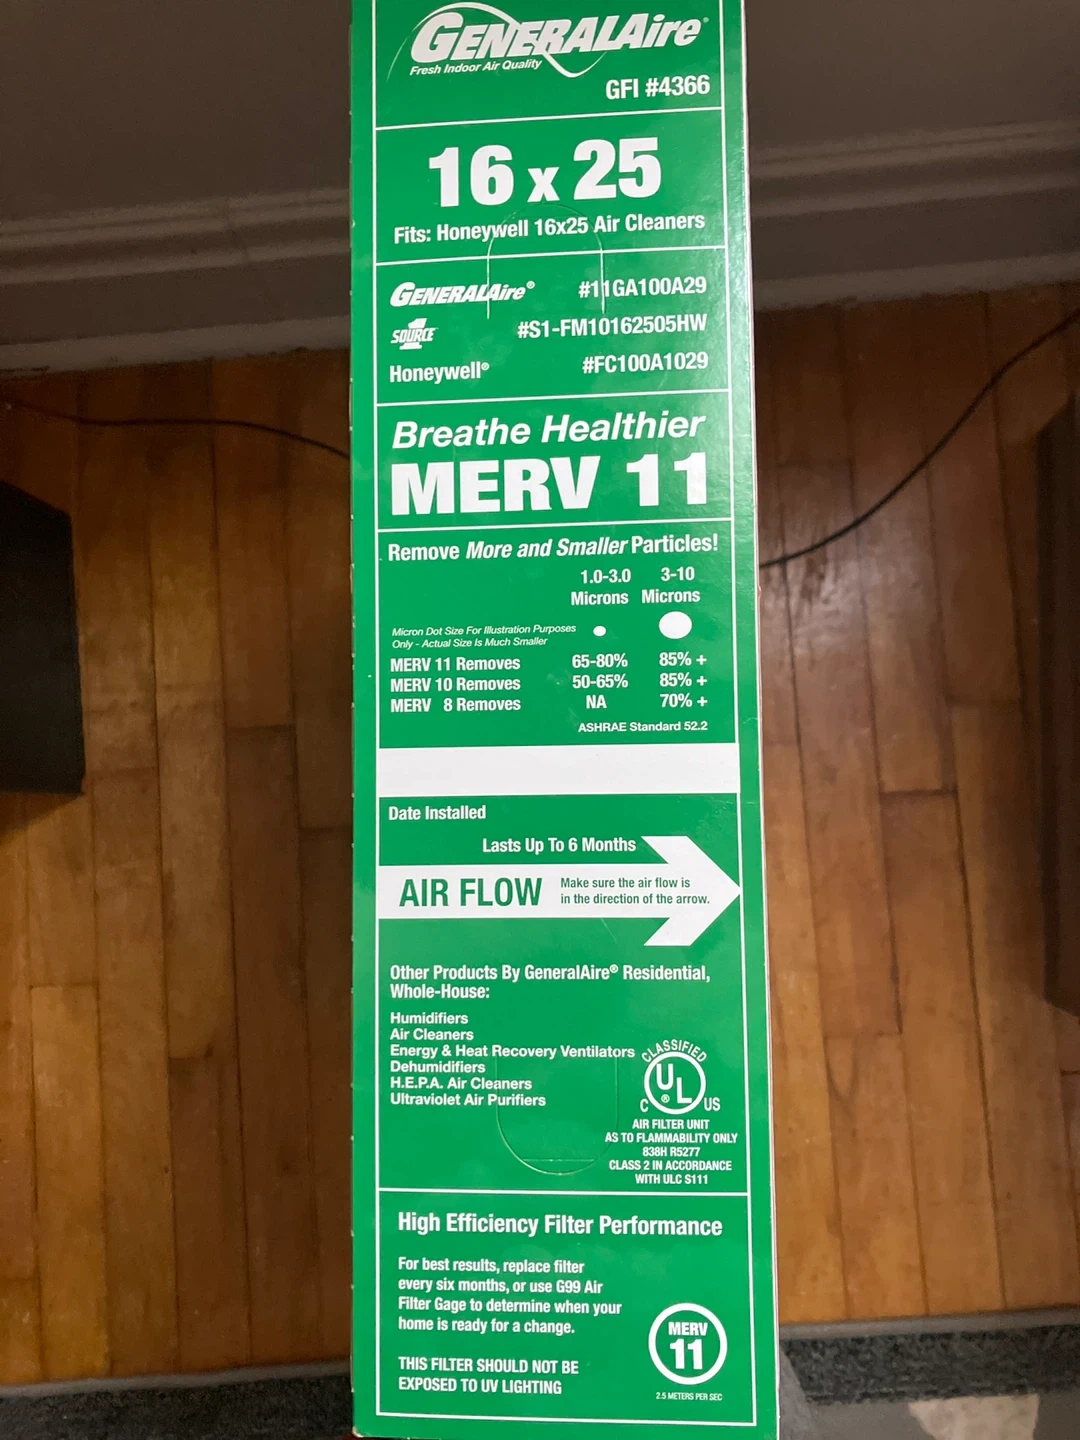 GENERALAire®
Fresh Indoor Air Quality
GFI #4366
16 x 25
Fits: Honeywell 16x25 Air Cleaners
GENERALAire® #11GA100A29
SOURCE 1 #S1-FM10162505HW
Honeywell® #FC100A1029
Breathe Healthier
MERV 11
Remove More and Smaller Particles!
1.0-3.0 3-10
Microns Microns
Micron Dot Size For Illustration Purposes
Only - Actual Size Is Much Smaller
MERV 11 Removes 65-80% 85% +
MERV 10 Removes 50-65% 85% +
MERV 8 Removes NA 70% +
ASHRAE Standard 52.2
Date Installed
Lasts Up To 6 Months
AIR FLOW
Make sure the air flow is
in the direction of the arrow.
Other Products By GeneralAire® Residential,
Whole-House:
Humidifiers
Air Cleaners
Energy & Heat Recovery Ventilators
Dehumidifiers
H.E.P.A. Air Cleaners
Ultraviolet Air Purifiers
CLASSIFIED
C UL® US
AIR FILTER UNIT
AS TO FLAMMABILITY ONLY
838H R5277
CLASS 2 IN ACCORDANCE
WITH ULC S111
High Efficiency Filter Performance
For best results, replace filter
every six months, or use G99 Air
Filter Gage to determine when your
home is ready for a change.
THIS FILTER SHOULD NOT BE
EXPOSED TO UV LIGHTING
MERV
11
2.5 METERS PER SEC